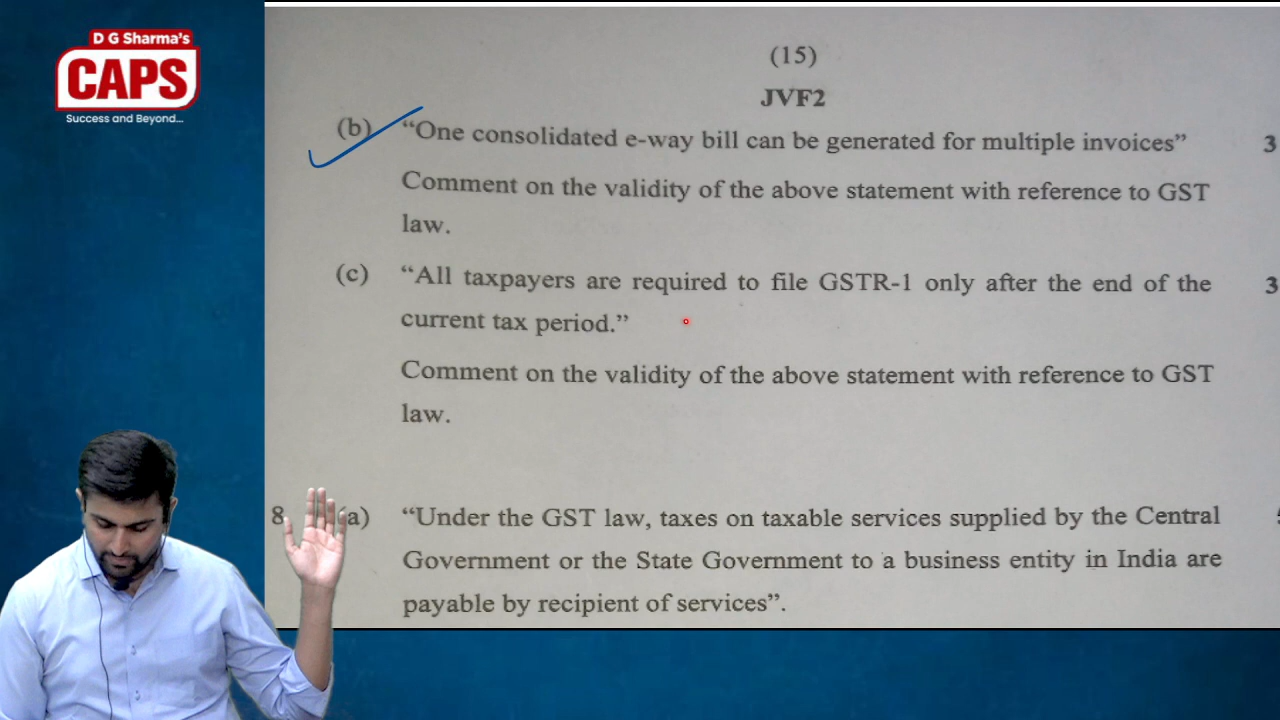 D G Sharma's
CAPS
Success and Beyond...
(15)
JVF2
(b) “One consolidated e-way bill can be generated for multiple invoices” 3
Comment on the validity of the above statement with reference to GST
law.
(c) “All taxpayers are required to file GSTR-1 only after the end of the 3
current tax period.”
Comment on the validity of the above statement with reference to GST
law.
8. (a) “Under the GST law, taxes on taxable services supplied by the Central
Government or the State Government to a business entity in India are
payable by recipient of services”.